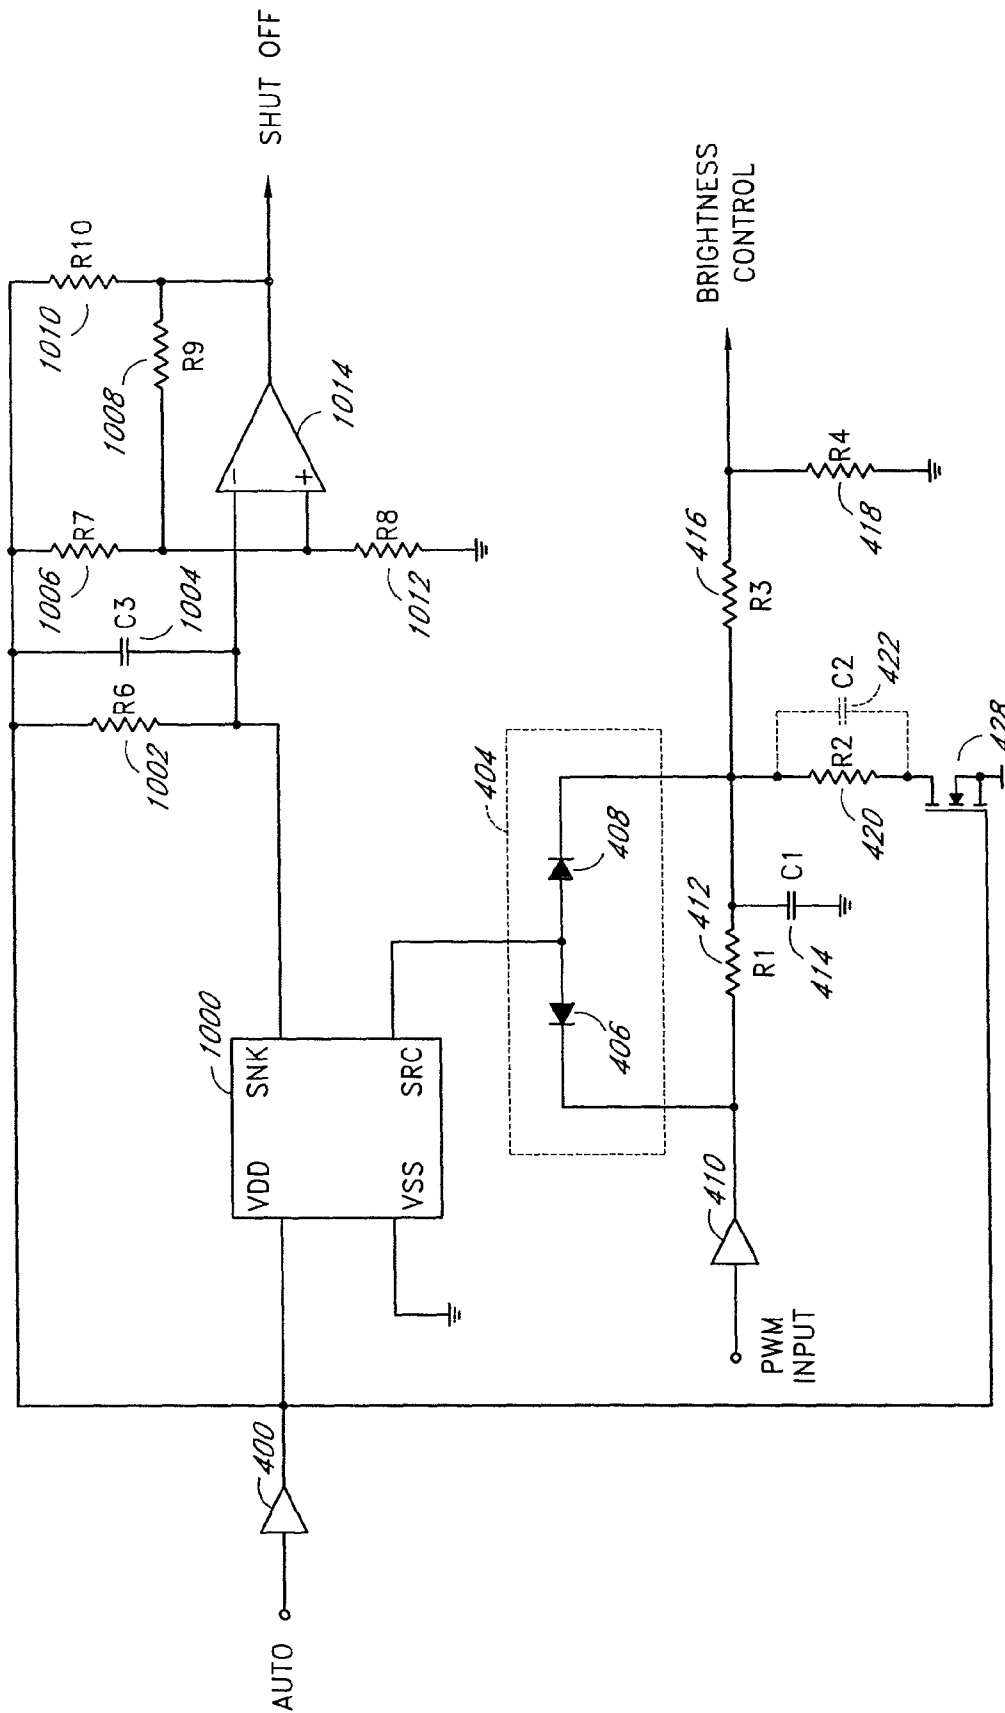 AUTO
400
1000
VDD
SNK
VSS
SRC
R6
1002
C3
1004
R7
1006
R8
1012
R9
1008
R10
1010
1014
−
+
SHUT OFF
404
406
408
PWM
INPUT
410
412
R1
C1
414
R2
420
C2
422
428
416
R3
R4
418
BRIGHTNESS
CONTROL